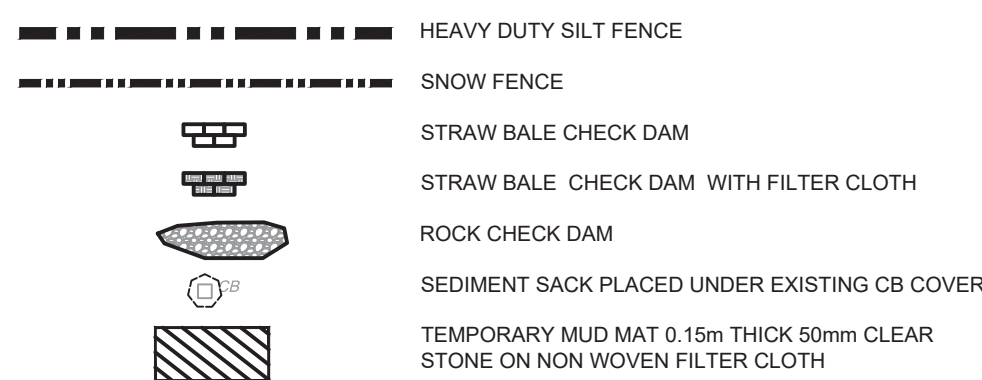 HEAVY DUTY SILT FENCE
SNOW FENCE
STRAW BALE CHECK DAM
STRAW BALE CHECK DAM WITH FILTER CLOTH
ROCK CHECK DAM
CB SEDIMENT SACK PLACED UNDER EXISTING CB COVER
TEMPORARY MUD MAT 0.15m THICK 50mm CLEAR
STONE ON NON WOVEN FILTER CLOTH